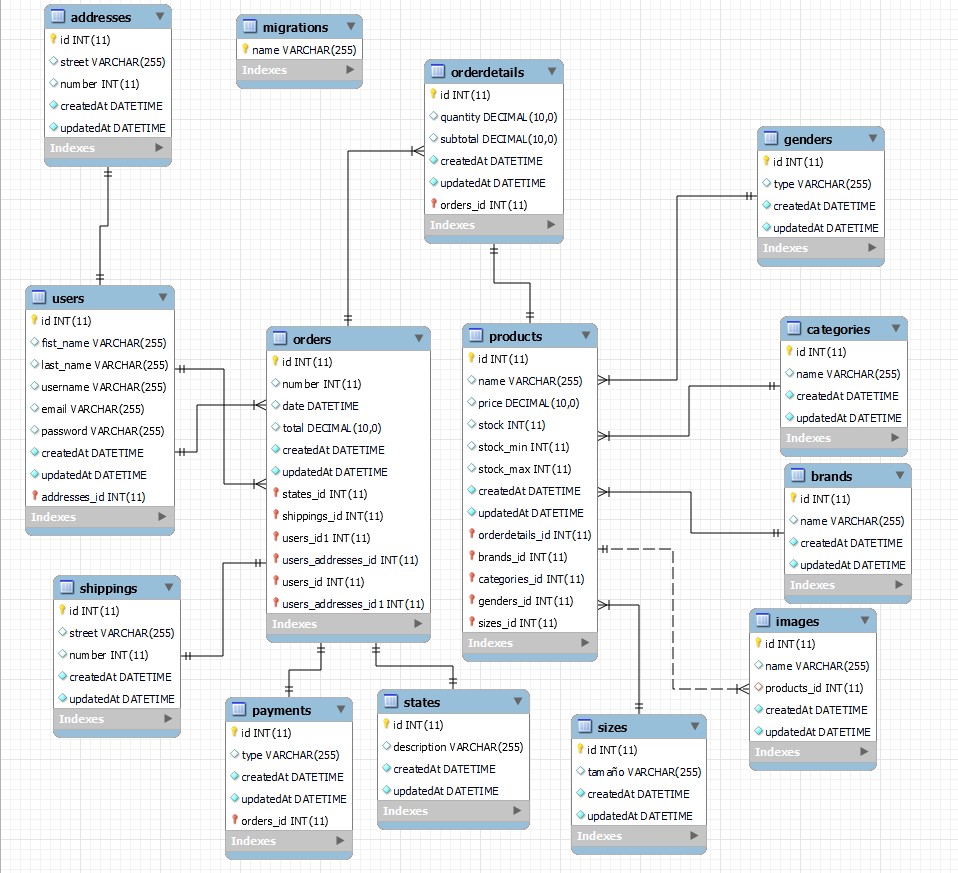 addresses
id INT(11)
street VARCHAR(255)
number INT(11)
createdAt DATETIME
updatedAt DATETIME
Indexes
migrations
name VARCHAR(255)
Indexes
orderdetails
id INT(11)
quantity DECIMAL(10,0)
subtotal DECIMAL(10,0)
createdAt DATETIME
updatedAt DATETIME
orders_id INT(11)
Indexes
genders
id INT(11)
type VARCHAR(255)
createdAt DATETIME
updatedAt DATETIME
Indexes
users
id INT(11)
fist_name VARCHAR(255)
last_name VARCHAR(255)
username VARCHAR(255)
email VARCHAR(255)
password VARCHAR(255)
createdAt DATETIME
updatedAt DATETIME
addresses_id INT(11)
Indexes
orders
id INT(11)
number INT(11)
date DATETIME
total DECIMAL(10,0)
createdAt DATETIME
updatedAt DATETIME
states_id INT(11)
shippings_id INT(11)
users_id1 INT(11)
users_addresses_id INT(11)
users_id INT(11)
users_addresses_id1 INT(11)
Indexes
products
id INT(11)
name VARCHAR(255)
price DECIMAL(10,0)
stock INT(11)
stock_min INT(11)
stock_max INT(11)
createdAt DATETIME
updatedAt DATETIME
orderdetails_id INT(11)
brands_id INT(11)
categories_id INT(11)
genders_id INT(11)
sizes_id INT(11)
Indexes
categories
id INT(11)
name VARCHAR(255)
createdAt DATETIME
updatedAt DATETIME
Indexes
brands
id INT(11)
name VARCHAR(255)
createdAt DATETIME
updatedAt DATETIME
Indexes
shippings
id INT(11)
street VARCHAR(255)
number INT(11)
createdAt DATETIME
updatedAt DATETIME
Indexes
images
id INT(11)
name VARCHAR(255)
products_id INT(11)
createdAt DATETIME
updatedAt DATETIME
Indexes
payments
id INT(11)
type VARCHAR(255)
createdAt DATETIME
updatedAt DATETIME
orders_id INT(11)
Indexes
states
id INT(11)
description VARCHAR(255)
createdAt DATETIME
updatedAt DATETIME
Indexes
sizes
id INT(11)
tamaño VARCHAR(255)
createdAt DATETIME
updatedAt DATETIME
Indexes